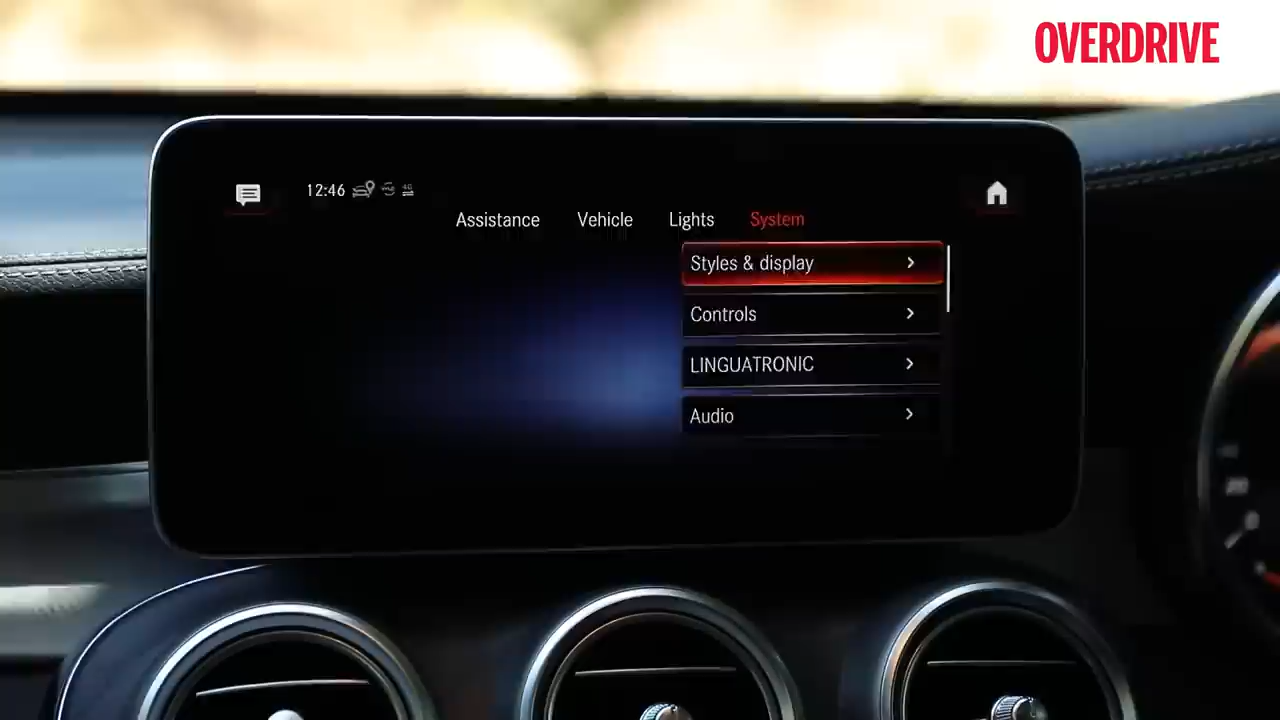 OVERDRIVE
12:46
Assistance Vehicle Lights System
Styles & display
Controls
LINGUATRONIC
Audio